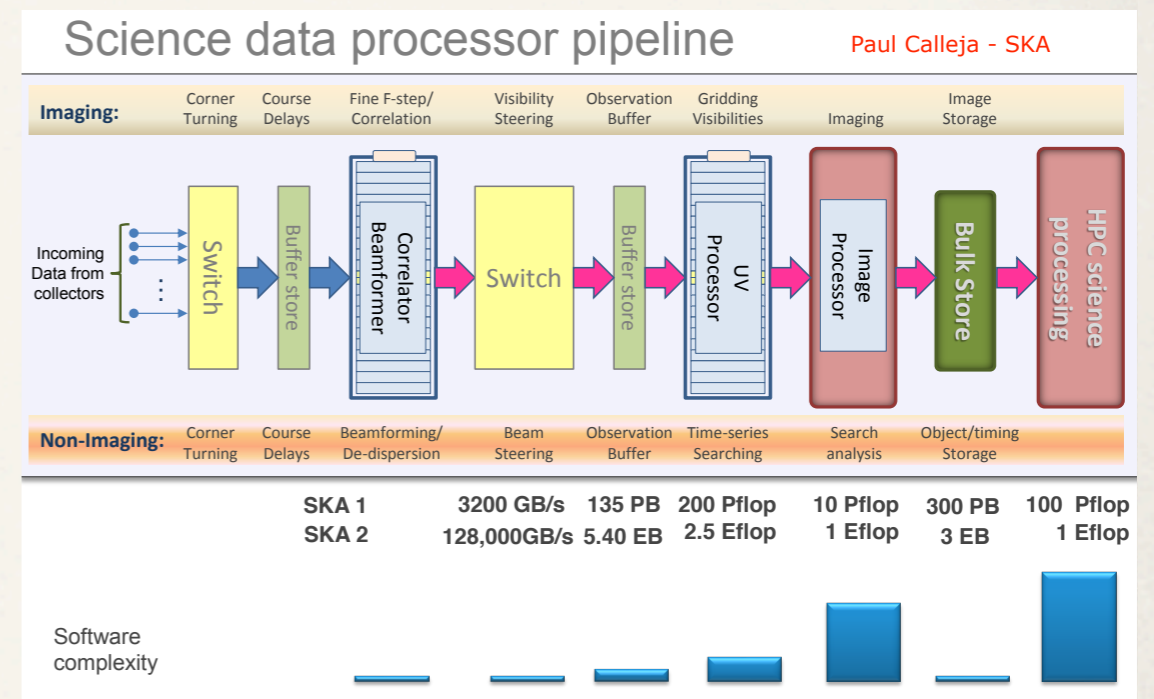 Science data processor pipeline
Paul Calleja - SKA
Imaging:
Corner
Turning
Course
Delays
Fine F-step/
Correlation
Visibility
Steering
Observation
Buffer
Gridding
Visibilities
Imaging
Image
Storage
Incoming
Data from
collectors
Switch
Buffer store
Correlator
Beamformer
Switch
Buffer store
UV
Processor
Image
Processor
Bulk Store
HPC science
processing
Non-Imaging:
Corner
Turning
Course
Delays
Beamforming/
De-dispersion
Beam
Steering
Observation
Buffer
Time-series
Searching
Search
analysis
Object/timing
Storage
SKA 1 3200 GB/s 135 PB 200 Pflop 10 Pflop 300 PB 100 Pflop
SKA 2 128,000GB/s 5.40 EB 2.5 Eflop 1 Eflop 3 EB 1 Eflop
Software
complexity